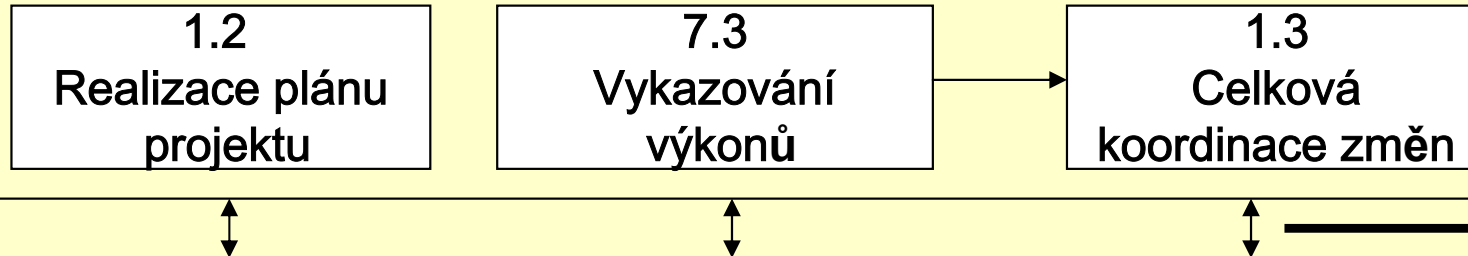 1.2
Realizace plánu
projektu
7.3
Vykazování
výkonů
1.3
Celková
koordinace změn